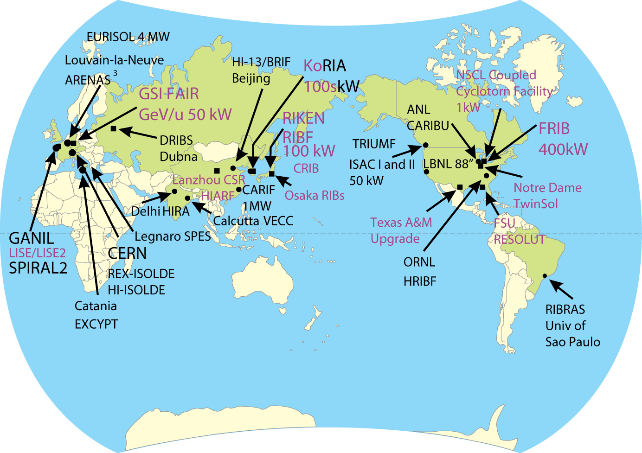 EURISOL 4 MW
Louvain-la-Neuve
ARENAS 3
GSI FAIR
GeV/u 50 kW
DRIBS
Dubna
HI-13/BRIF
Beijing
KoRIA
100skW
RIKEN
RIBF
100 kW
CRIB
Osaka RIBs
Lanzhou CSR
HIARF
CARIF
1MW
Delhi HIRA
Calcutta VECC
Legnaro SPES
GANIL
LISE/LISE2
SPIRAL2
CERN
REX-ISOLDE
HI-ISOLDE
Catania
EXCYPT
NSCL Coupled
Cyclotorn Facility
1kW
ANL
CARIBU
FRIB
400kW
TRIUMF
ISAC I and II
50 kW
LBNL 88"
Notre Dame
TwinSol
Texas A&M
Upgrade
FSU
RESOLUT
ORNL
HRIBF
RIBRAS
Univ of
Sao Paulo